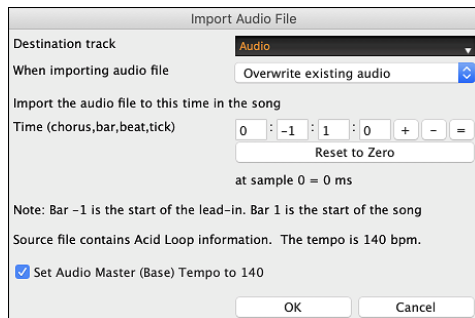 Import Audio File
Destination track Audio
When importing audio file Overwrite existing audio
Import the audio file to this time in the song
Time (chorus,bar,beat,tick) 0 : -1 : 1 : 0 + - =
Reset to Zero
at sample 0 = 0 ms
Note: Bar -1 is the start of the lead-in. Bar 1 is the start of the song
Source file contains Acid Loop information. The tempo is 140 bpm.
Set Audio Master (Base) Tempo to 140
OK Cancel